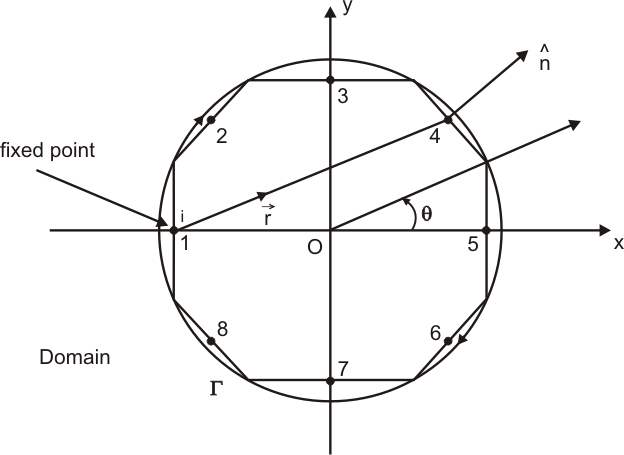 y
n̂
3
4
2
fixed point
i
r⃗
θ
1
O
5
x
8
6
7
Domain
Γ